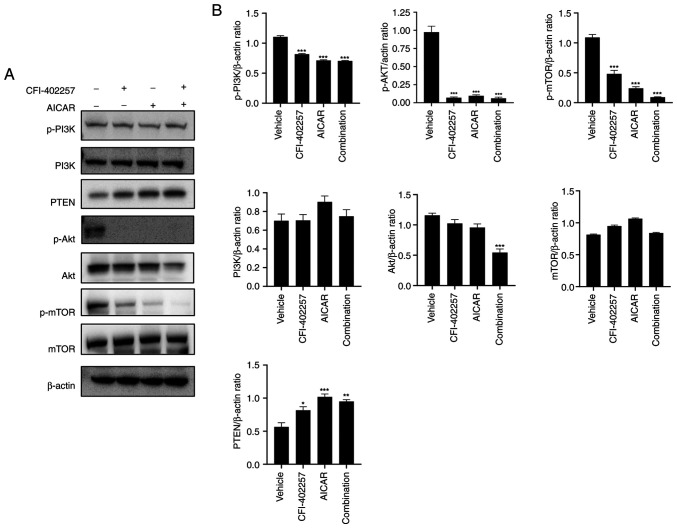 A
CFI-402257 – + – +
AICAR – – + +
p-PI3K
PI3K
PTEN
p-Akt
Akt
p-mTOR
mTOR
β-actin
B
p-PI3K/β-actin ratio
1.5
1.0
0.5
0.0
*** *** ***
Vehicle
CFI-402257
AICAR
Combination
p-AKT/actin ratio
1.25
1.00
0.75
0.50
0.25
0.00
*** *** ***
Vehicle
CFI-402257
AICAR
Combination
p-mTOR/β-actin ratio
1.5
1.0
0.5
0.0
***
***
***
Vehicle
CFI-402257
AICAR
Combination
PI3K/β-actin ratio
1.0
0.8
0.6
0.4
0.2
0.0
Vehicle
CFI-402257
AICAR
Combination
Akt/β-actin ratio
1.5
1.0
0.5
0.0
***
Vehicle
CFI-402257
AICAR
Combination
mTOR/β-actin ratio
1.5
1.0
0.5
0.0
Vehicle
CFI-402257
AICAR
Combination
PTEN/β-actin ratio
1.5
1.0
0.5
0.0
* *** **
Vehicle
CFI-402257
AICAR
Combination